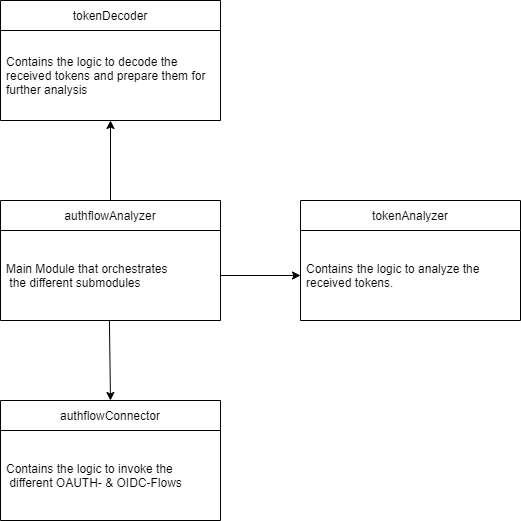 tokenDecoder
Contains the logic to decode the
received tokens and prepare them for
further analysis
authflowAnalyzer
Main Module that orchestrates
the different submodules
tokenAnalyzer
Contains the logic to analyze the
received tokens.
authflowConnector
Contains the logic to invoke the
different OAUTH- & OIDC-Flows